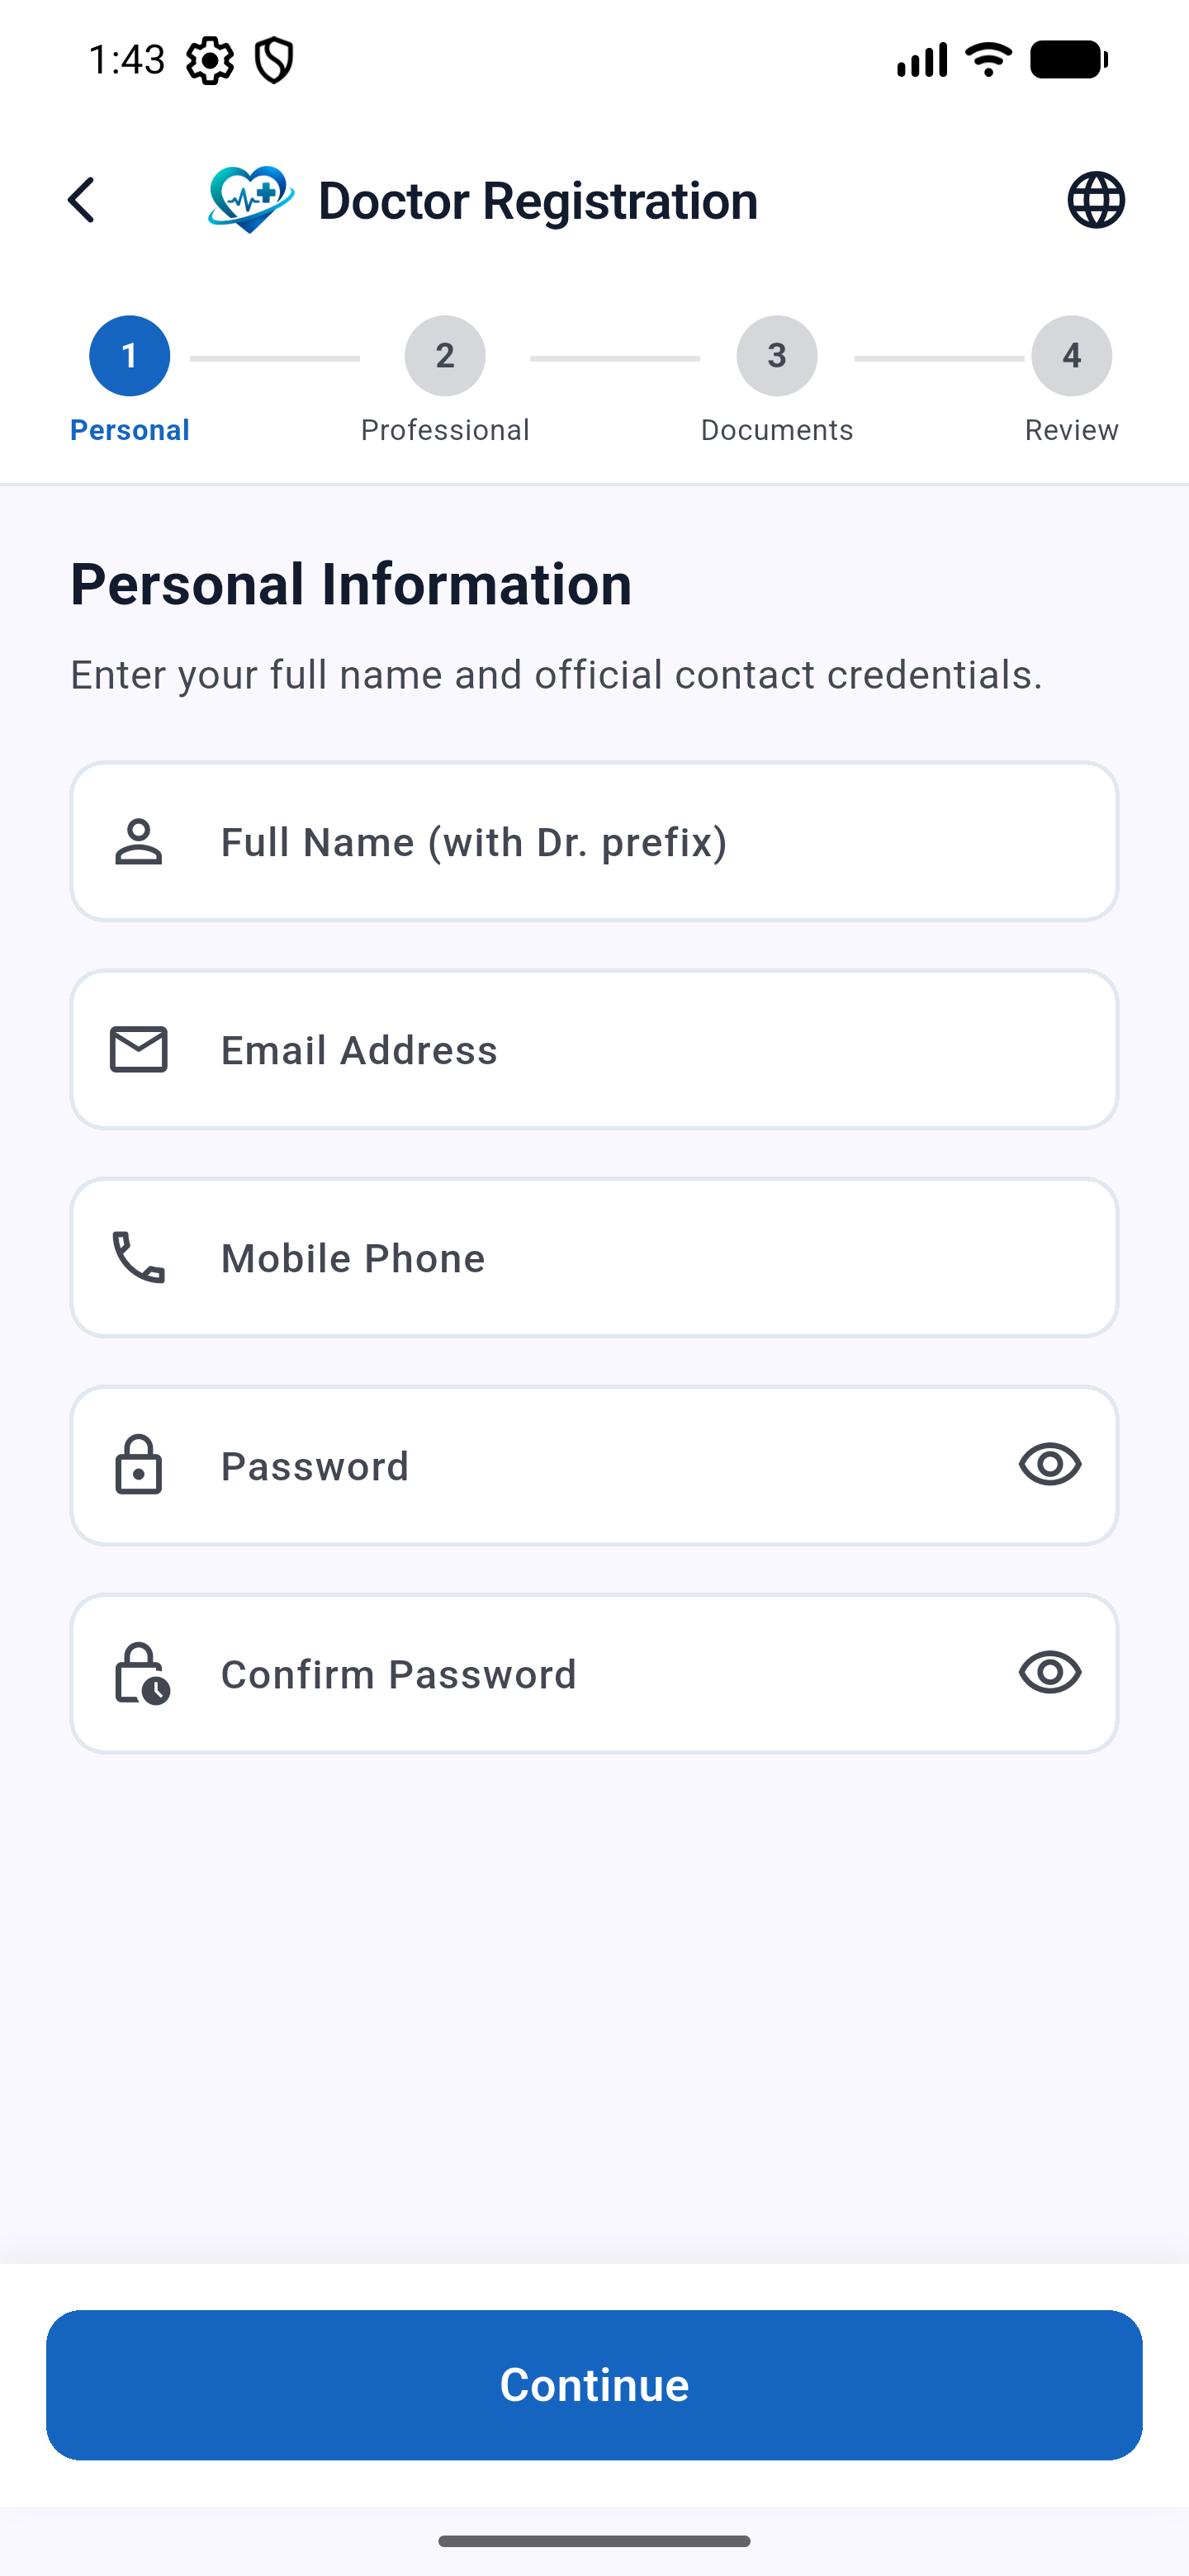 1:43
Doctor Registration
1
2
3
4
Personal
Professional
Documents
Review
Personal Information
Enter your full name and official contact credentials.
Full Name (with Dr. prefix)
Email Address
Mobile Phone
Password
Confirm Password
Continue